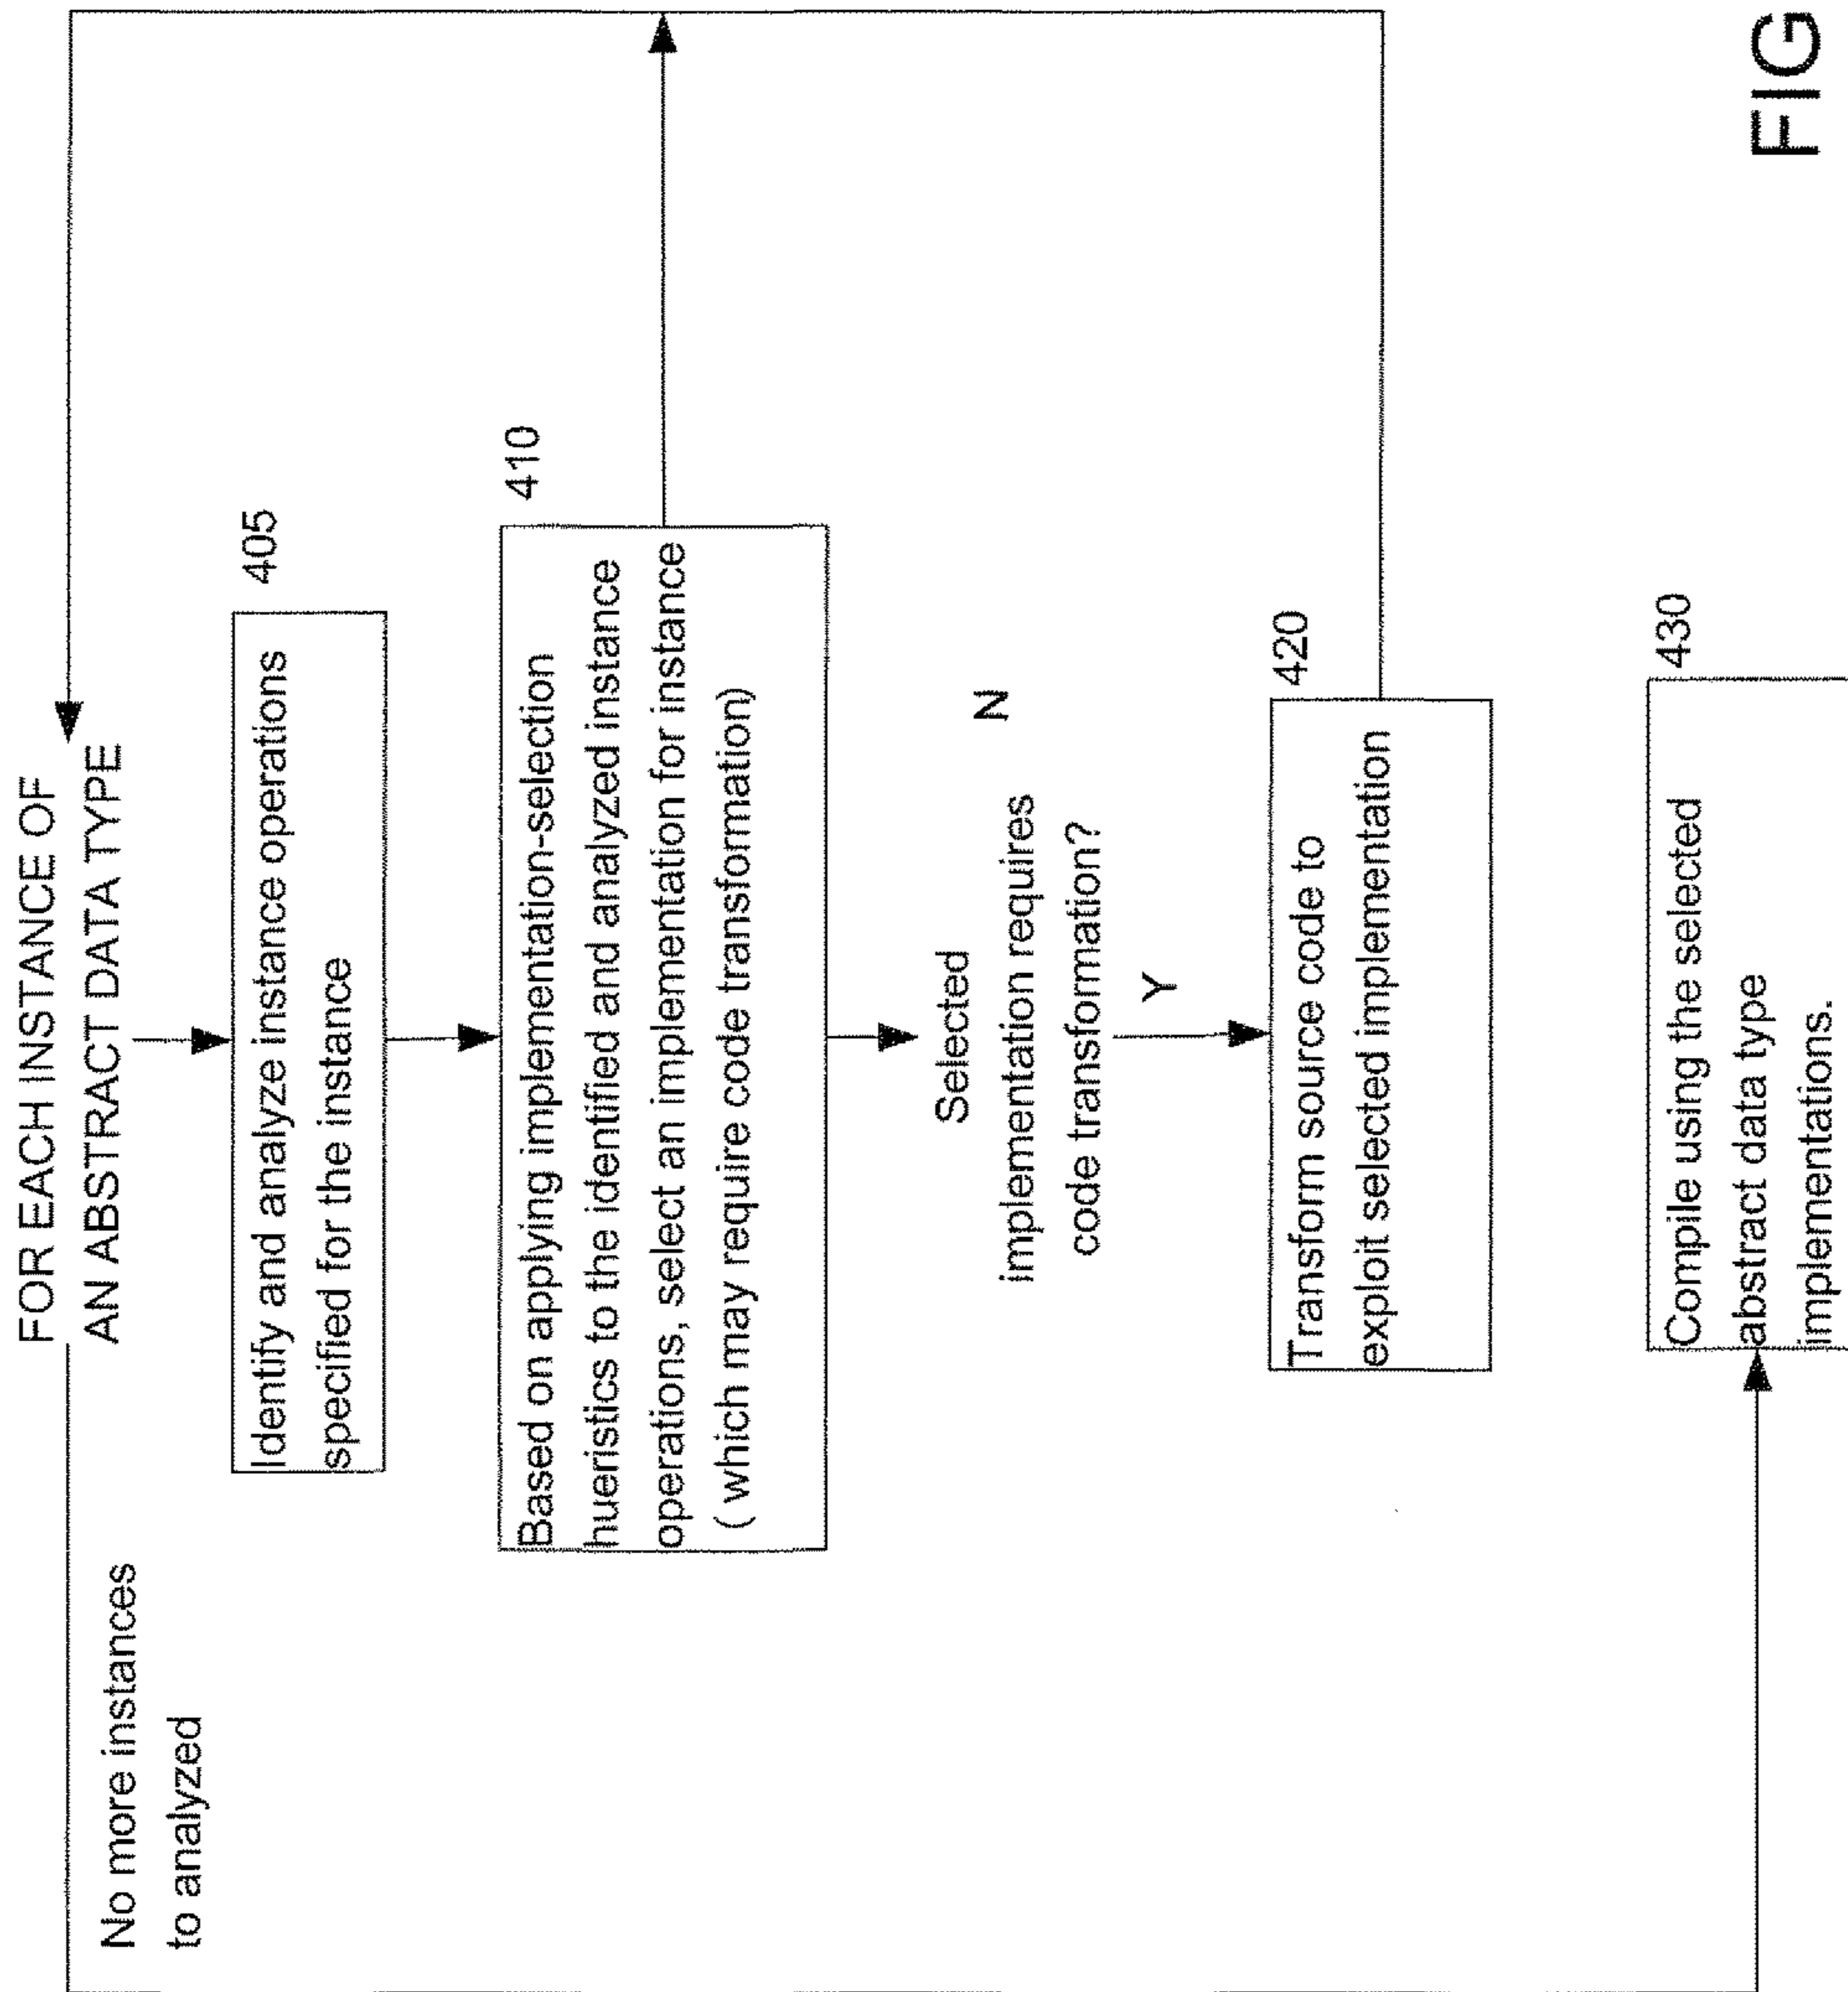 FOR EACH INSTANCE OF
AN ABSTRACT DATA TYPE
No more instances
to analyzed
405
Identify and analyze instance operations
specified for the instance
410
Based on applying implementation-selection
hueristics to the identified and analyzed instance
operations, select an implementation for instance
( which may require code transformation)
Selected
implementation requires
code transformation?
N
Y
420
Transform source code to
exploit selected implementation
430
Compile using the selected
abstract data type
implementations.
FIG